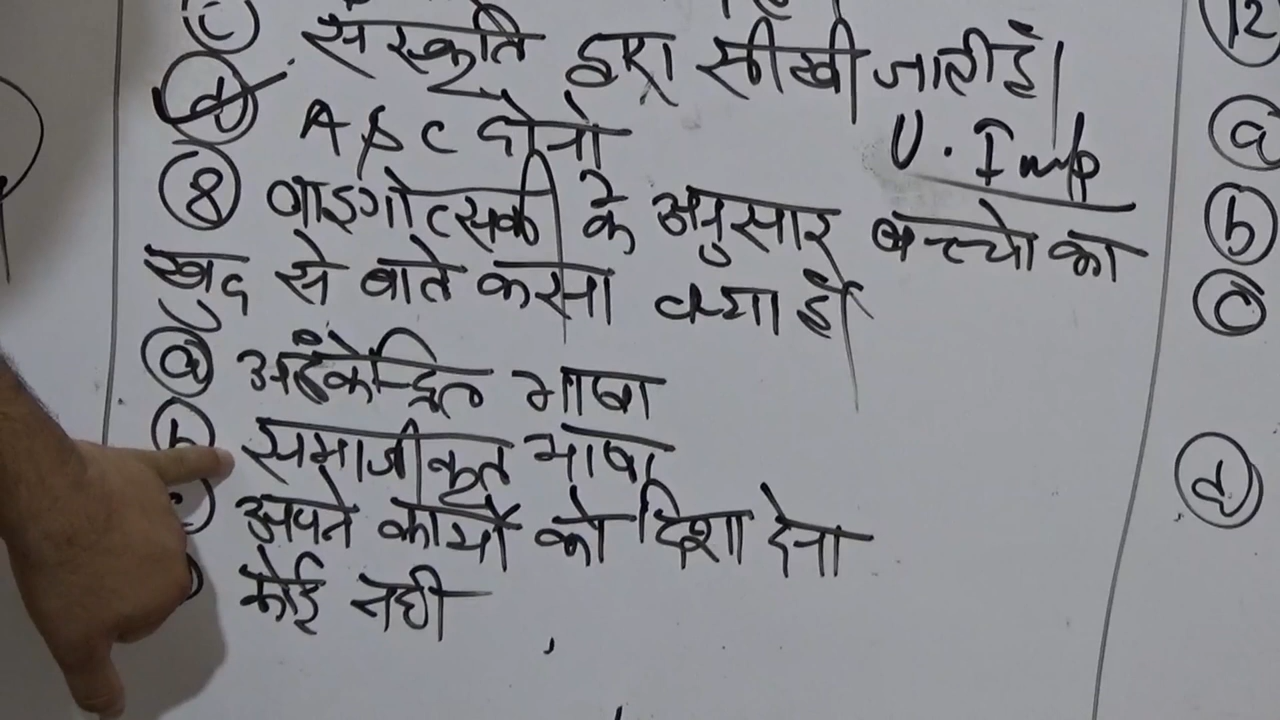 (C) संस्कृति द्वारा सीखी जाती है।
(d) A & C दोनो
V. Imp
(8) वाइगोत्सकी के अनुसार बच्चो का
खुद से बाते करना क्या है
(a) अहंकेन्द्रित भाषा
(b) समाजीकृत भाषा
(c) अपने कार्यो को दिशा देना
कोई नही
12
(a)
(b)
(c)
(d)